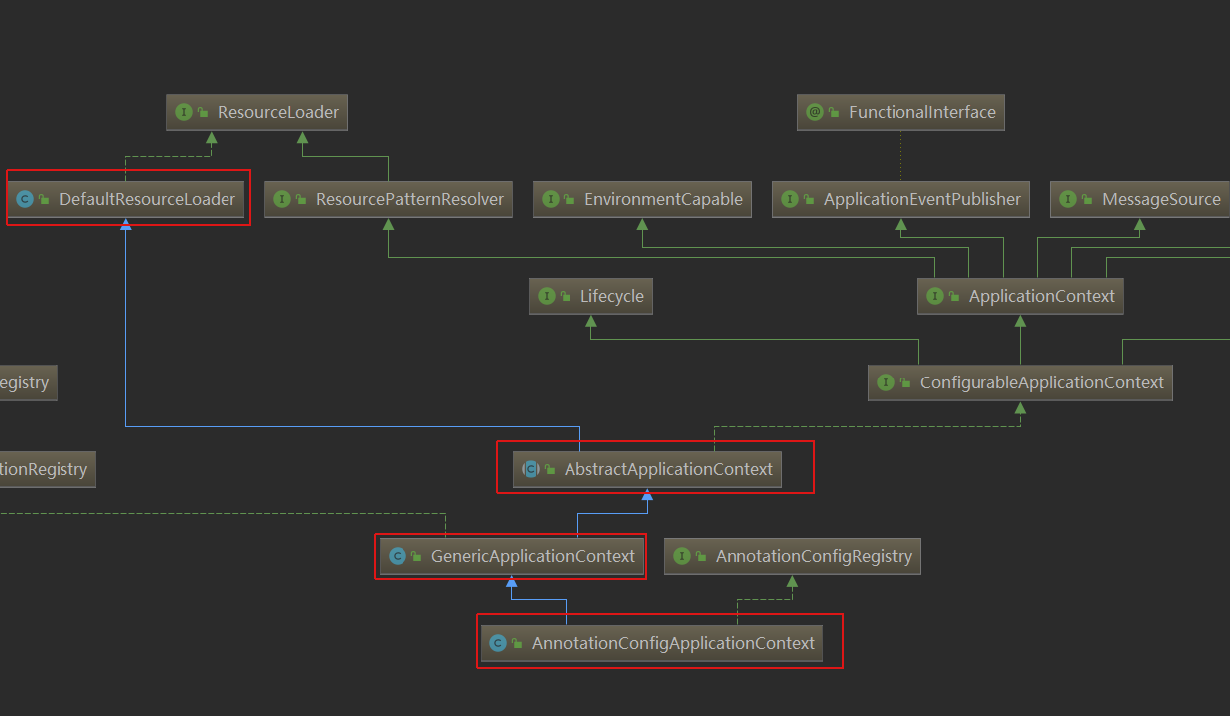 ResourceLoader
FunctionalInterface
DefaultResourceLoader
ResourcePatternResolver
EnvironmentCapable
ApplicationEventPublisher
MessageSource
Lifecycle
ApplicationContext
egistry
ConfigurableApplicationContext
tionRegistry
AbstractApplicationContext
GenericApplicationContext
AnnotationConfigRegistry
AnnotationConfigApplicationContext